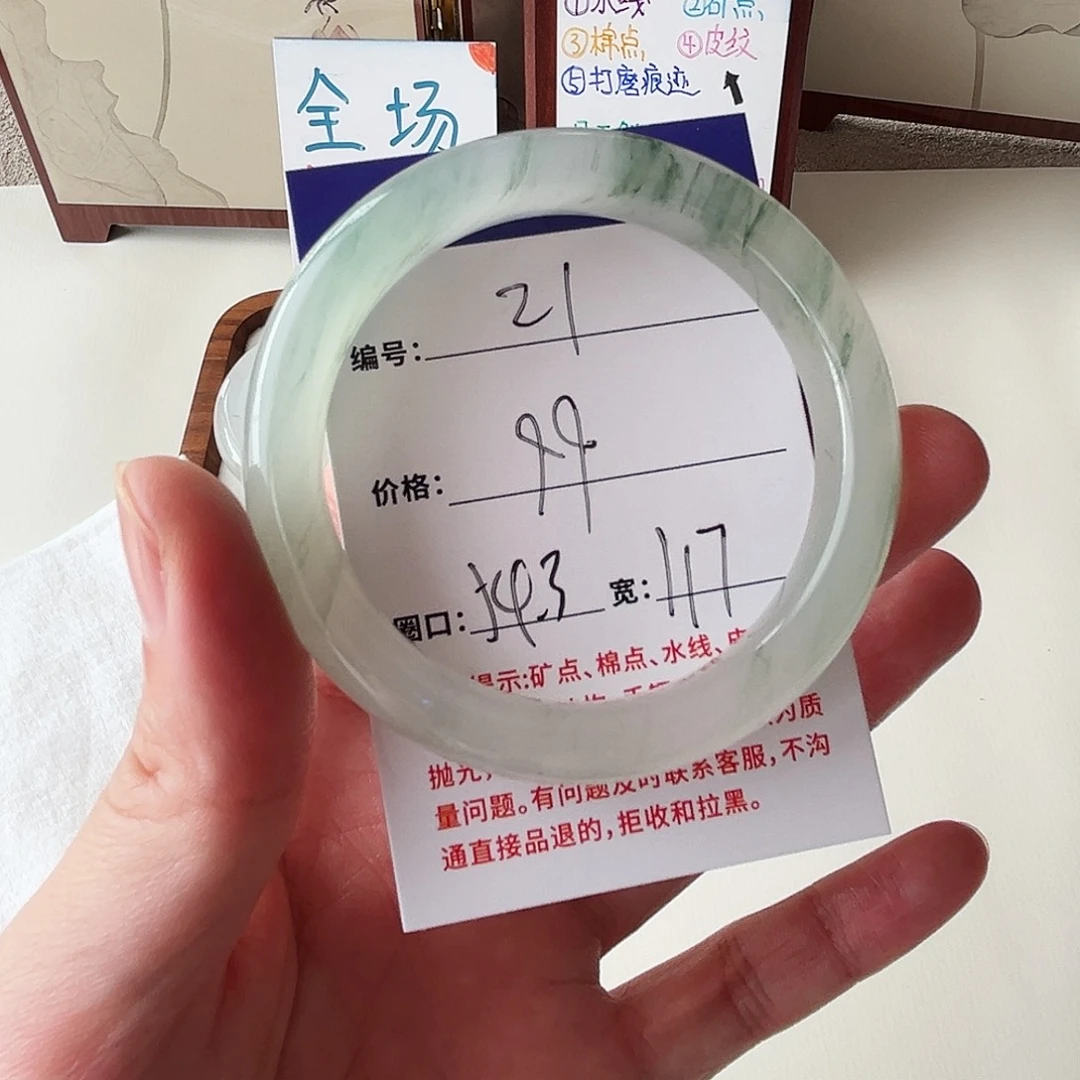 ①水线 ②矿点、
③棉点 ④皮纹
⑤打磨痕迹
全场
编号: 21
价格: 99
圈口: 54.3 宽: 117
提示:矿点、棉点、水线、
为质
抛光,
量问题。有问题及时联系客服,不沟
通直接品退的,拒收和拉黑。